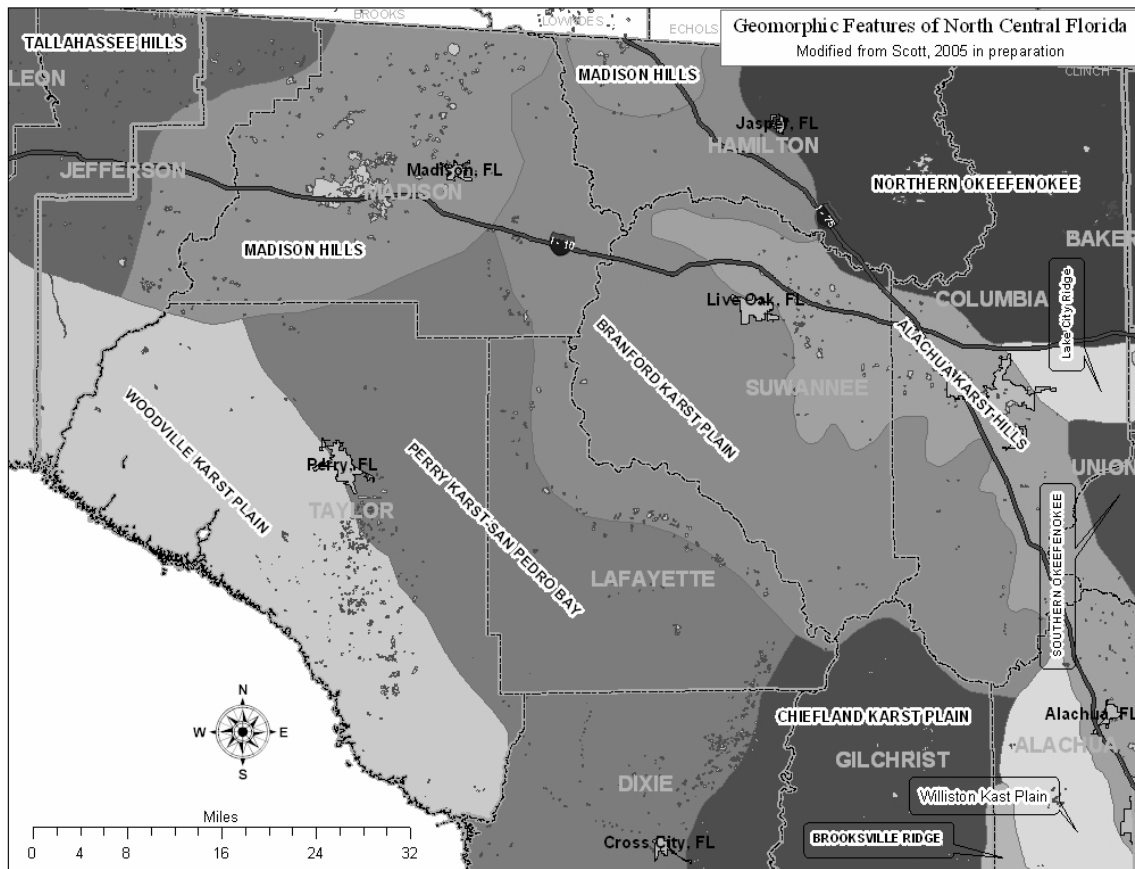 BROOKS
LOWNDES
ECHOLS
Geomorphic Features of North Central Florida
Modified from Scott, 2005 in preparation
CLINCH
TALLAHASSEE HILLS
LEON
MADISON HILLS
Jasper, FL
HAMILTON
JEFFERSON
Madison, FL
MADISON
NORTHERN OKEEFENOKEE
I - 75
BAKER
MADISON HILLS
I - 10
Live Oak, FL
COLUMBIA
Lake City Ridge
BRANFORD KARST PLAIN
ALACHUA KARST-HILLS
SUWANNEE
WOODVILLE KARST PLAIN
Perry, FL
PERRY KARST-SAN PEDRO BAY
UNION
TAYLOR
LAFAYETTE
SOUTHERN OKEEFENOKEE
N
W
E
S
CHIEFLAND KARST PLAIN
Alachua, FL
ALACHUA
GILCHRIST
DIXIE
Williston Kast Plain
Miles
BROOKSVILLE RIDGE
Cross City, FL
0 4 8 16 24 32